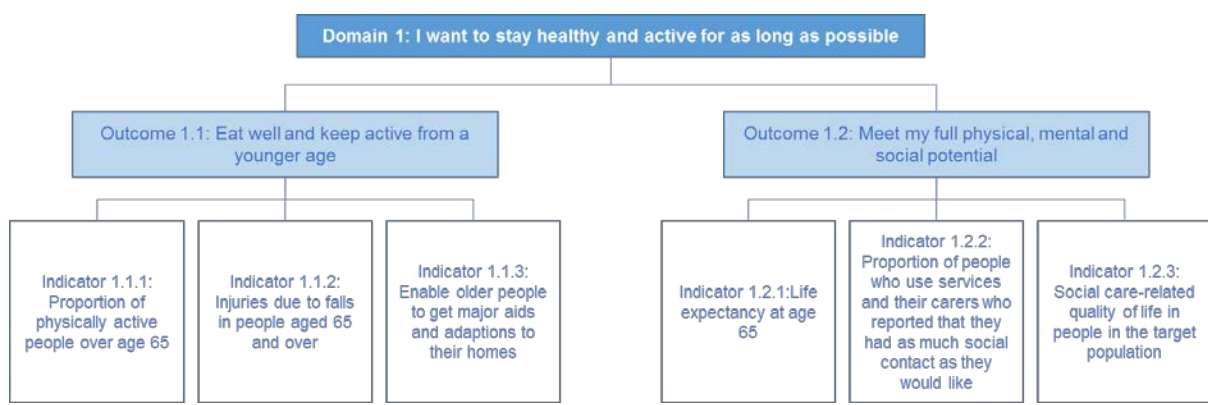 Domain 1: I want to stay healthy and active for as long as possible
Outcome 1.1: Eat well and keep active from a
younger age
Outcome 1.2: Meet my full physical, mental and
social potential
Indicator 1.1.1:
Proportion of
physically active
people over age 65
Indicator 1.1.2:
Injuries due to falls
in people aged 65
and over
Indicator 1.1.3:
Enable older people
to get major aids
and adaptions to
their homes
Indicator 1.2.1:Life
expectancy at age
65
Indicator 1.2.2:
Proportion of people
who use services
and their carers who
reported that they
had as much social
contact as they
would like
Indicator 1.2.3:
Social care-related
quality of life in
people in the target
population